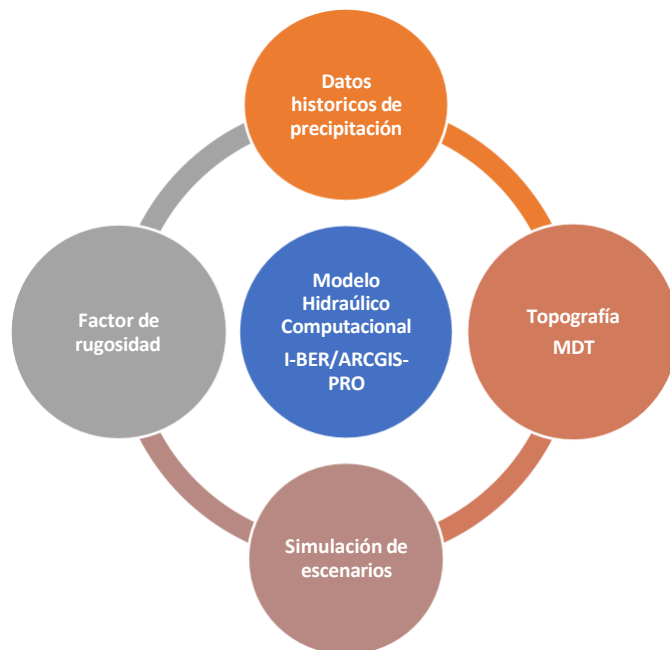 Datos
historicos de
precipitación
Factor de
rugosidad
Modelo
Hidraúlico
Computacional
I-BER/ARCGIS-
PRO
Topografía
MDT
Simulación de
escenarios